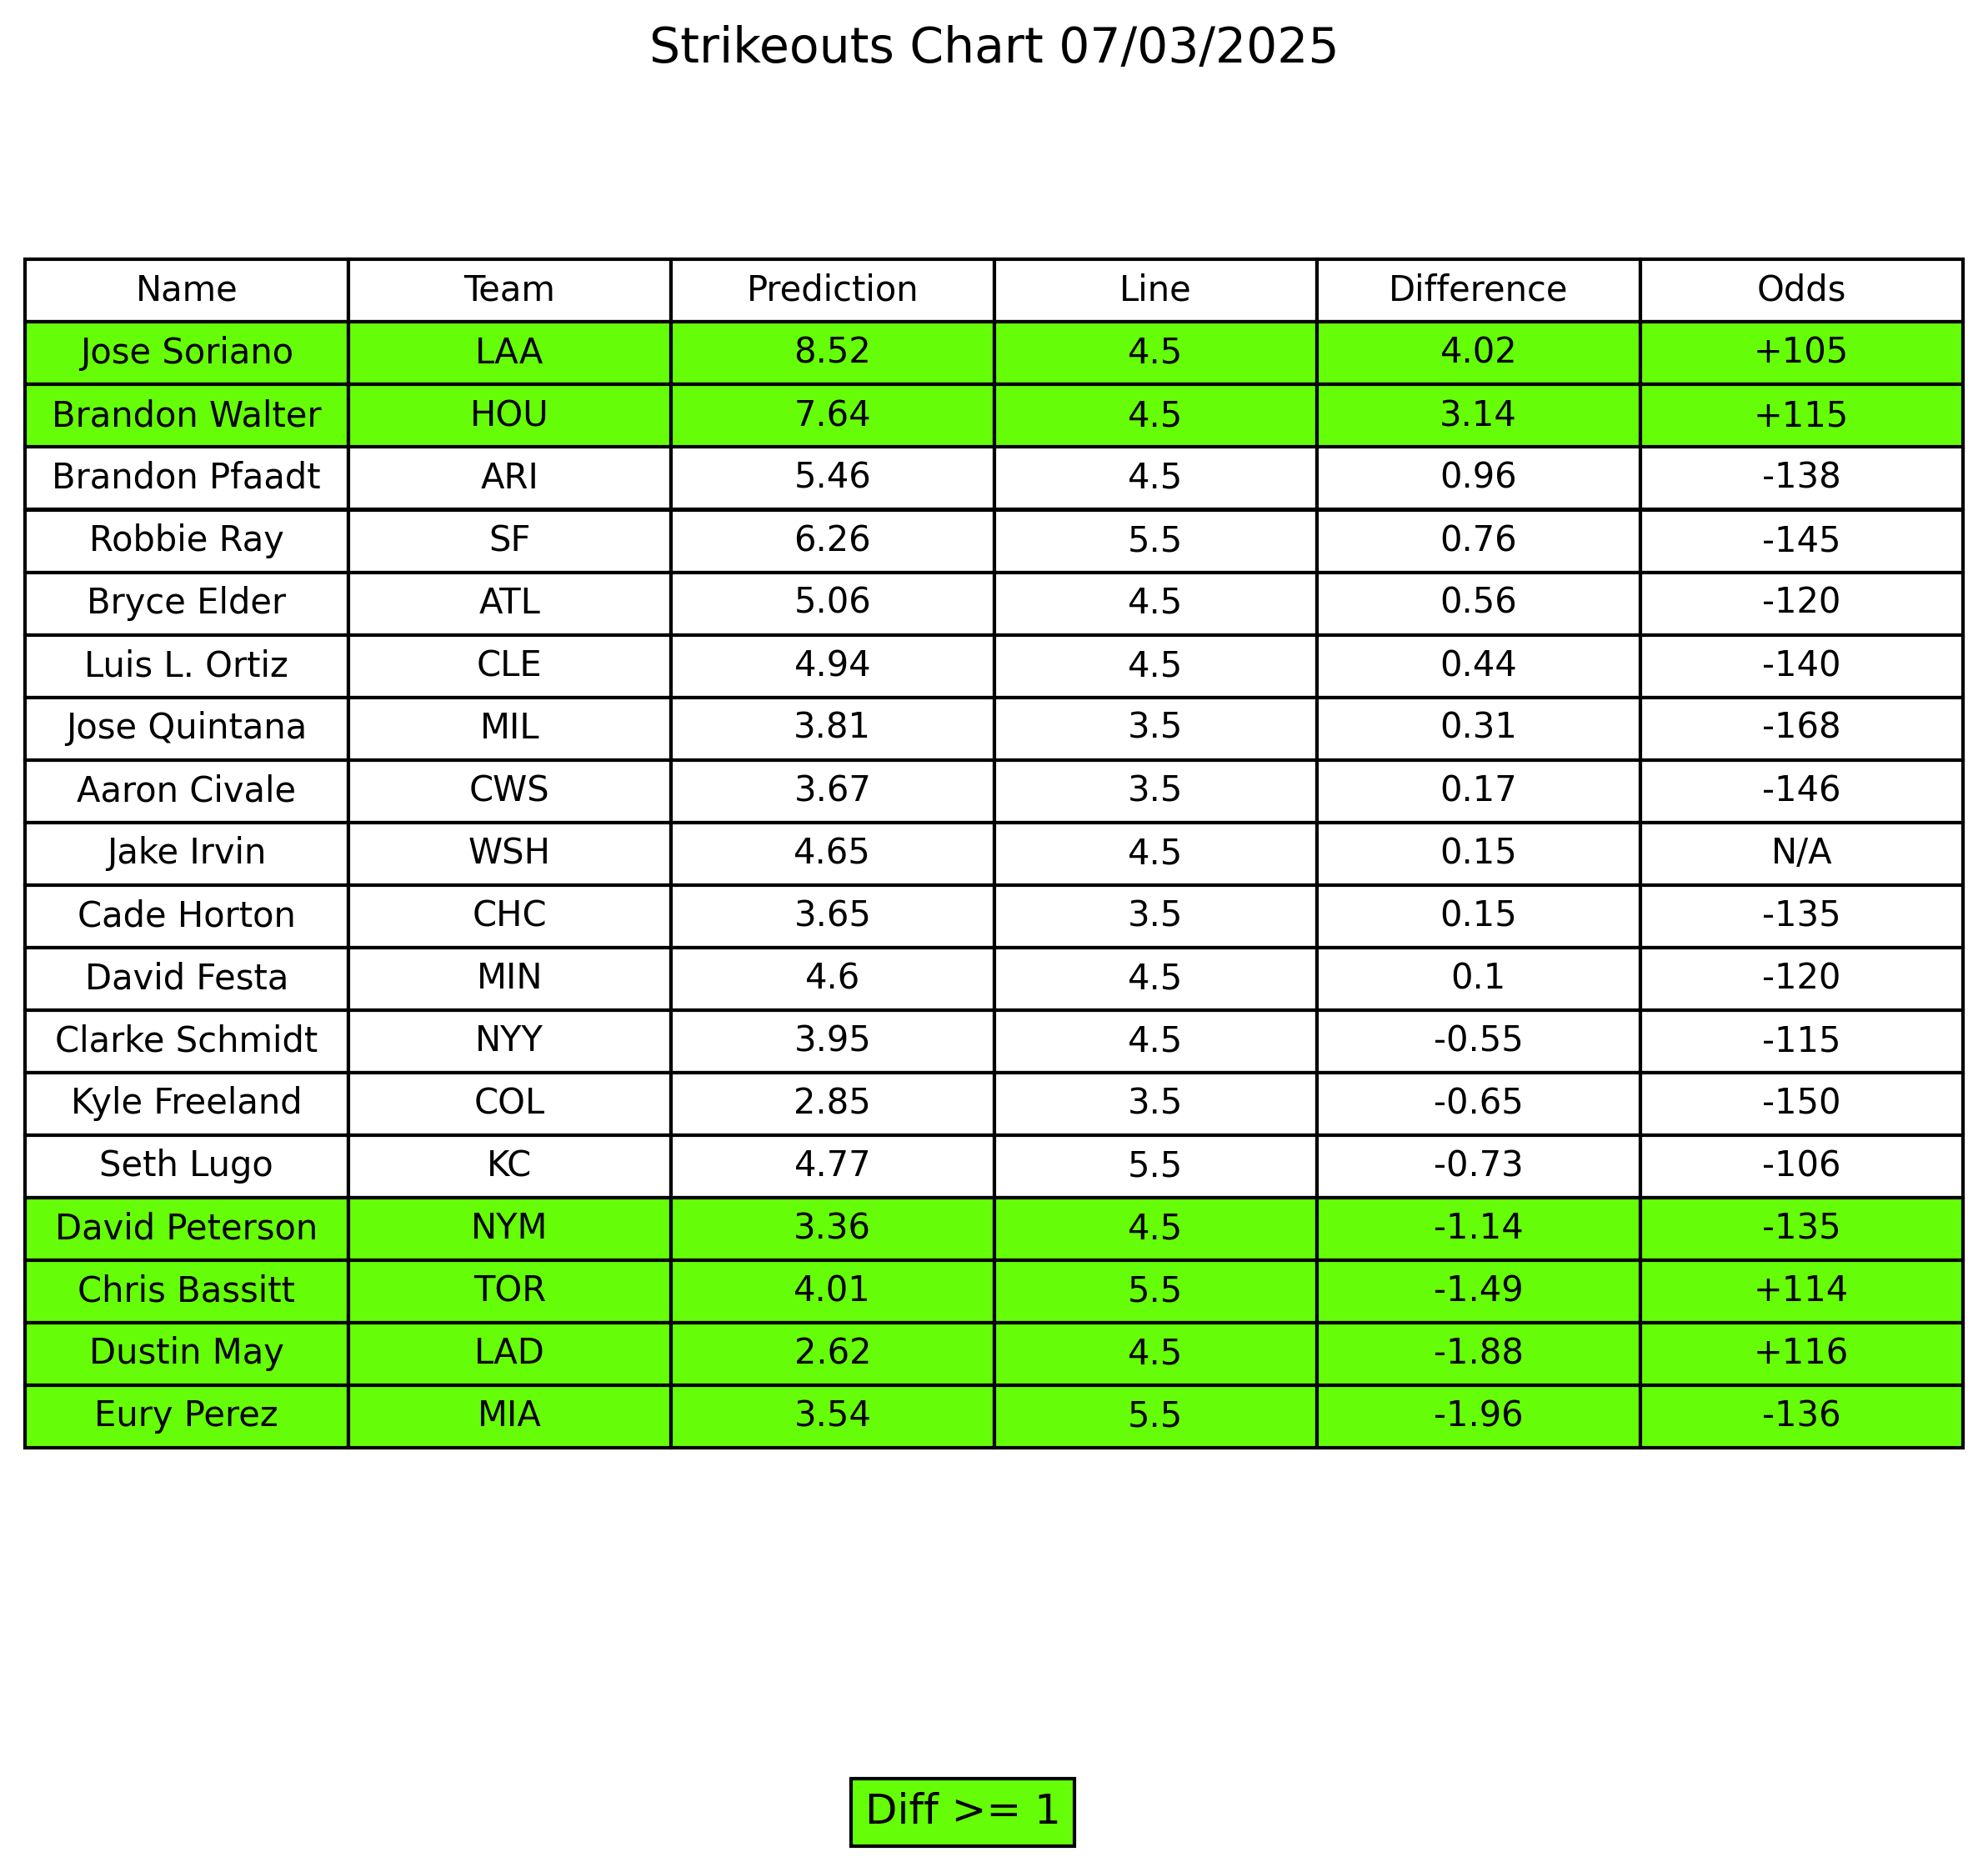 Strikeouts Chart 07/03/2025
Name Team Prediction Line Difference Odds
Jose Soriano LAA 8.52 4.5 4.02 +105
Brandon Walter HOU 7.64 4.5 3.14 +115
Brandon Pfaadt ARI 5.46 4.5 0.96 -138
Robbie Ray SF 6.26 5.5 0.76 -145
Bryce Elder ATL 5.06 4.5 0.56 -120
Luis L. Ortiz CLE 4.94 4.5 0.44 -140
Jose Quintana MIL 3.81 3.5 0.31 -168
Aaron Civale CWS 3.67 3.5 0.17 -146
Jake Irvin WSH 4.65 4.5 0.15 N/A
Cade Horton CHC 3.65 3.5 0.15 -135
David Festa MIN 4.6 4.5 0.1 -120
Clarke Schmidt NYY 3.95 4.5 -0.55 -115
Kyle Freeland COL 2.85 3.5 -0.65 -150
Seth Lugo KC 4.77 5.5 -0.73 -106
David Peterson NYM 3.36 4.5 -1.14 -135
Chris Bassitt TOR 4.01 5.5 -1.49 +114
Dustin May LAD 2.62 4.5 -1.88 +116
Eury Perez MIA 3.54 5.5 -1.96 -136
Diff >= 1